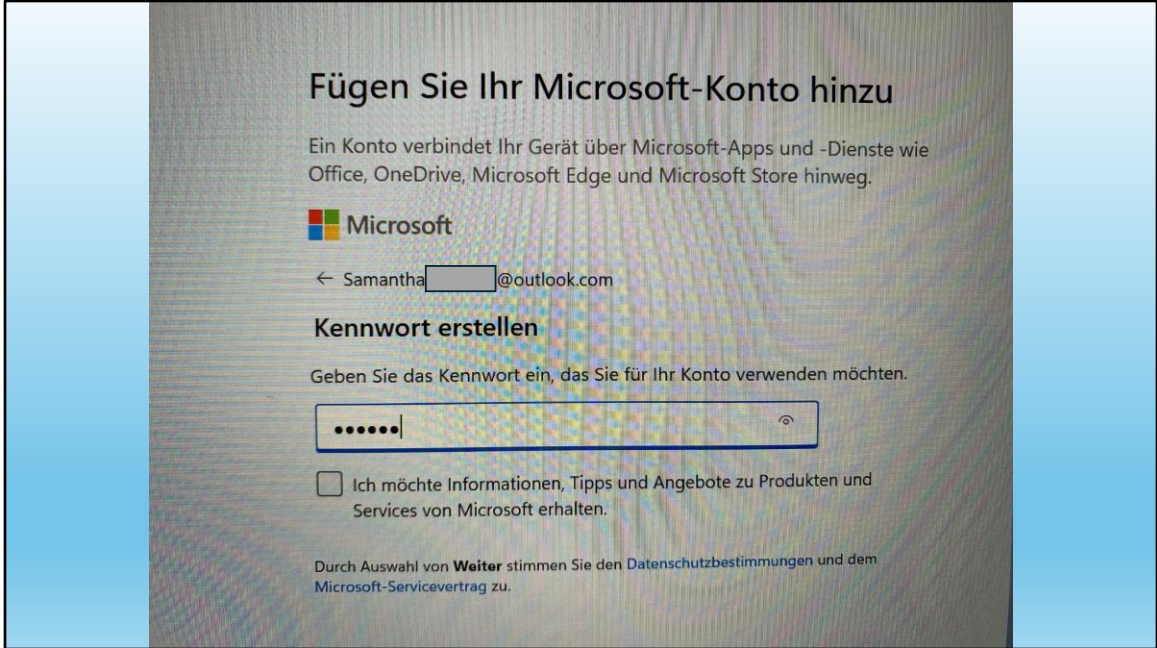 Fügen Sie Ihr Microsoft-Konto hinzu
Ein Konto verbindet Ihr Gerät über Microsoft-Apps und -Dienste wie
Office, OneDrive, Microsoft Edge und Microsoft Store hinweg.
Microsoft
← Samantha @outlook.com
Kennwort erstellen
Geben Sie das Kennwort ein, das Sie für Ihr Konto verwenden möchten.
••••••
Ich möchte Informationen, Tipps und Angebote zu Produkten und
Services von Microsoft erhalten.
Durch Auswahl von Weiter stimmen Sie den Datenschutzbestimmungen und dem
Microsoft-Servicevertrag zu.